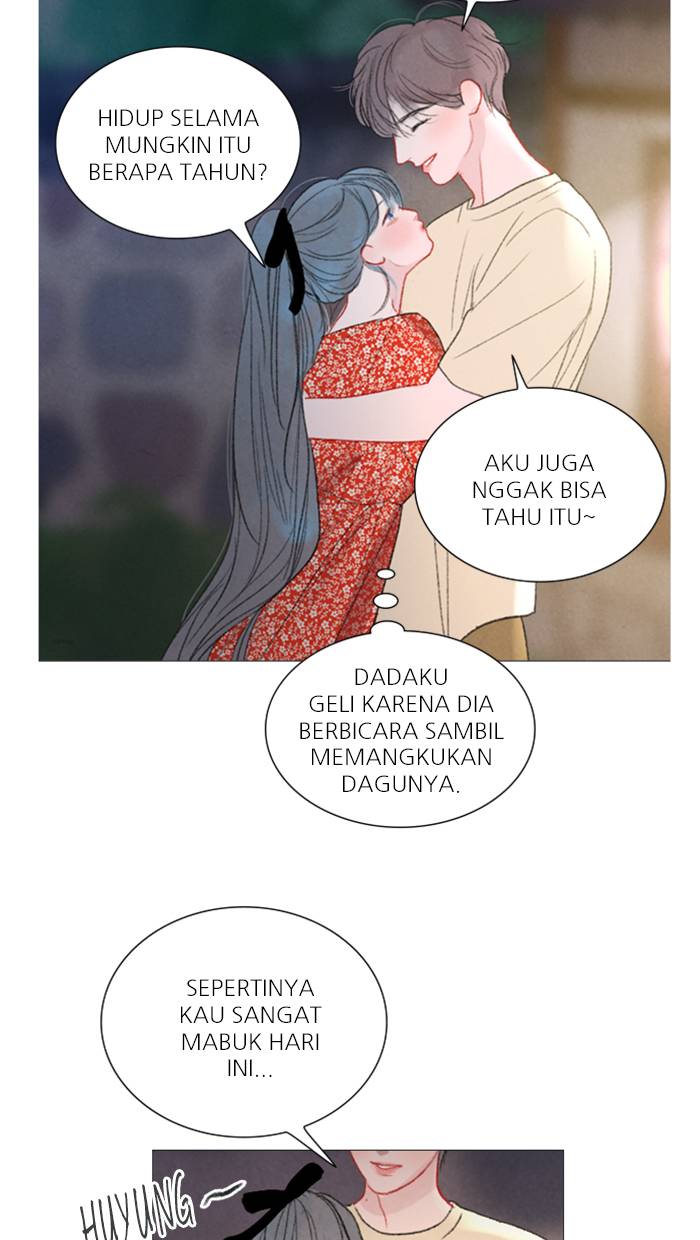 HIDUP SELAMA
MUNGKIN ITU
BERAPA TAHUN?
AKU JUGA
NGGAK BISA
TAHU ITU~
DADAKU
GELI KARENA DIA
BERBICARA SAMBIL
MEMANGKUKAN
DAGUNYA.
SEPERTINYA
KAU SANGAT
MABUK HARI
INI...
HUYUNG~